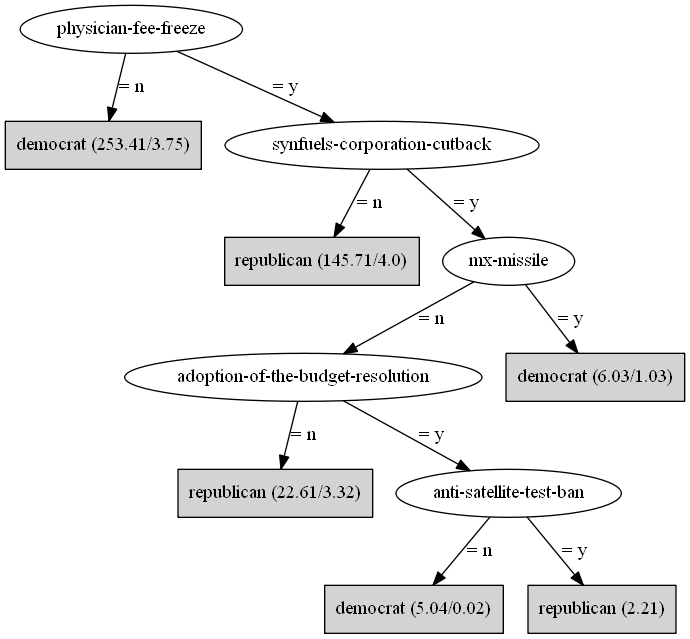 physician-fee-freeze
= n
= y
democrat (253.41/3.75)
synfuels-corporation-cutback
= n
= y
republican (145.71/4.0)
mx-missile
= n
= y
adoption-of-the-budget-resolution
democrat (6.03/1.03)
= n
= y
republican (22.61/3.32)
anti-satellite-test-ban
= n
= y
democrat (5.04/0.02)
republican (2.21)